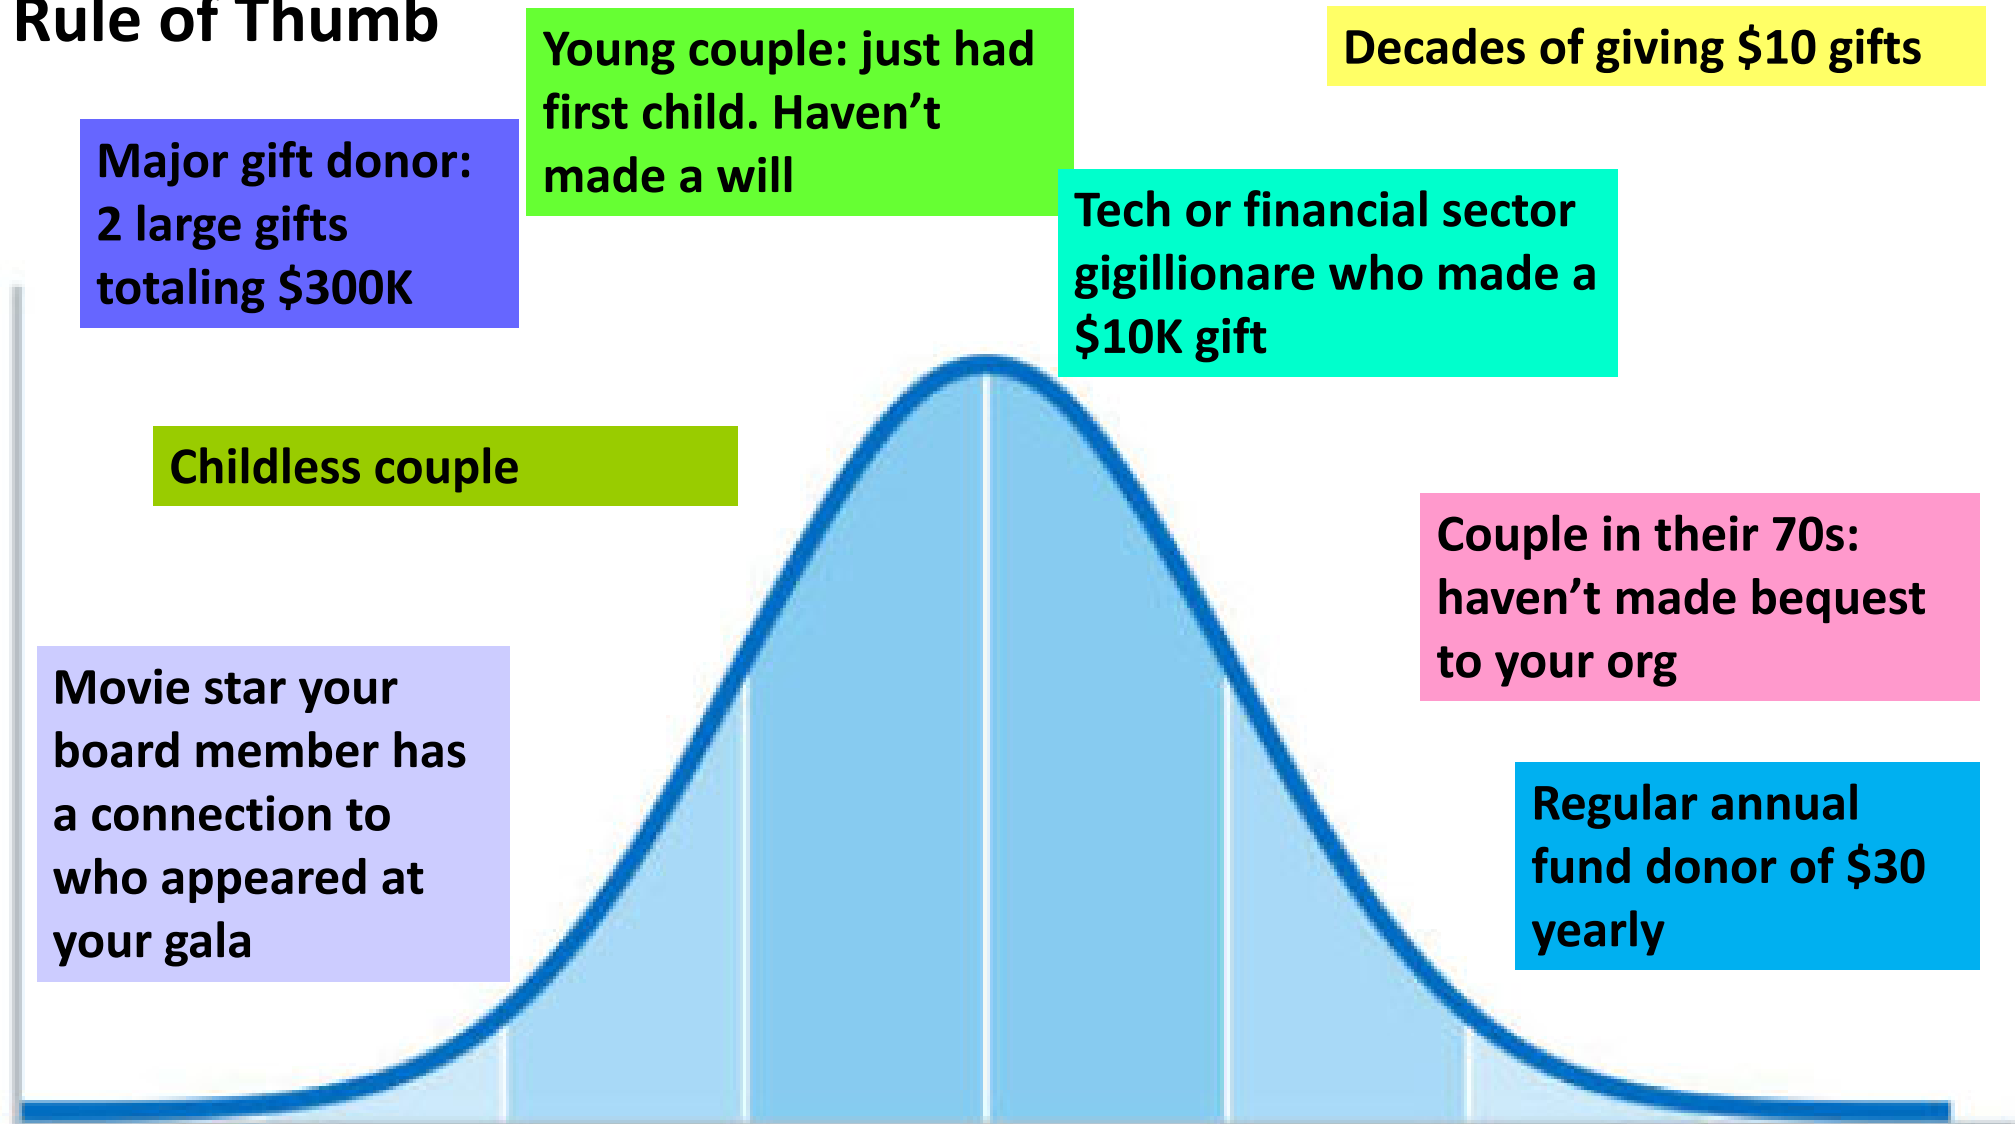 Rule of Thumb
Young couple: just had
first child. Haven’t
made a will
Decades of giving $10 gifts
Major gift donor:
2 large gifts
totaling $300K
Tech or financial sector
gigillionare who made a
$10K gift
Childless couple
Couple in their 70s:
haven’t made bequest
to your org
Movie star your
board member has
a connection to
who appeared at
your gala
Regular annual
fund donor of $30
yearly